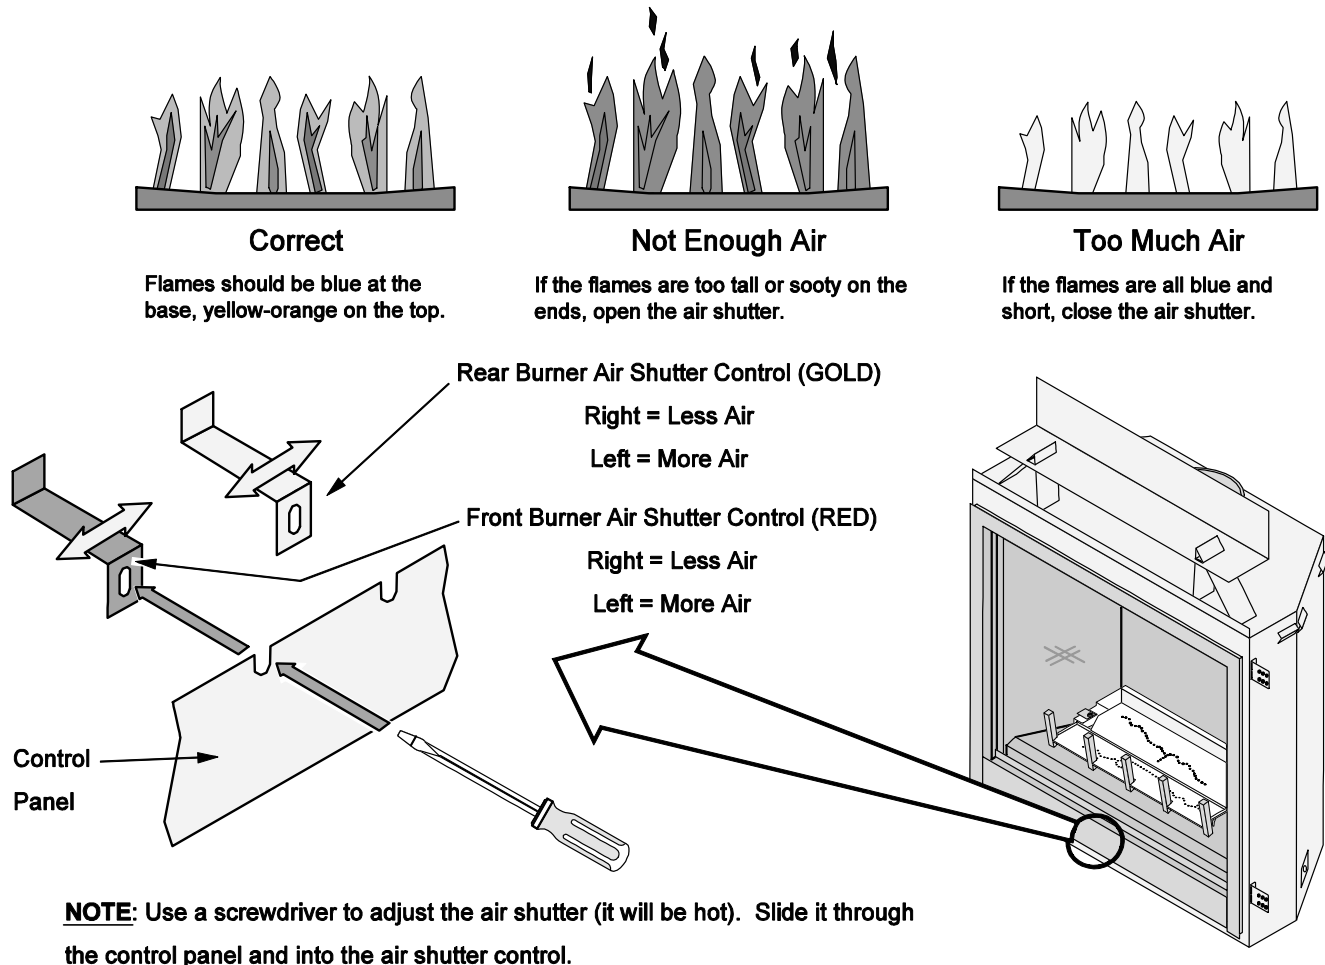 Correct
Flames should be blue at the
base, yellow-orange on the top.
Not Enough Air
If the flames are too tall or sooty on the
ends, open the air shutter.
Too Much Air
If the flames are all blue and
short, close the air shutter.
Rear Burner Air Shutter Control (GOLD)
Right = Less Air
Left = More Air
Front Burner Air Shutter Control (RED)
Right = Less Air
Left = More Air
Control
Panel
NOTE: Use a screwdriver to adjust the air shutter (it will be hot).  Slide it through
the control panel and into the air shutter control.